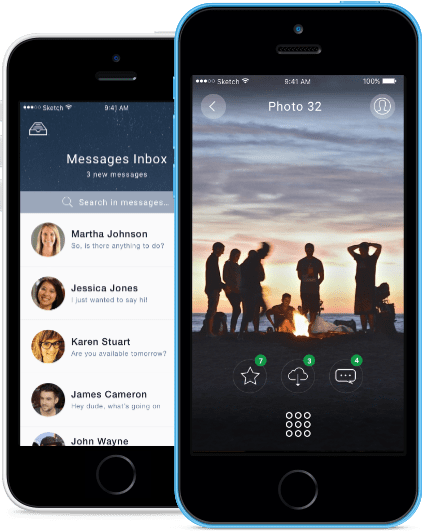 Sketch
9:41 AM
Messages Inbox
3 new messages
Search in messages..
Martha Johnson
So, is there anything to do?
Jessica Jones
I just wanted to say hi!
Karen Stuart
Are you available tomorrow?
James Cameron
Hey dude, what's going on
John Wayne
Sketch
9:41 AM
100%
Photo 32
7
3
4